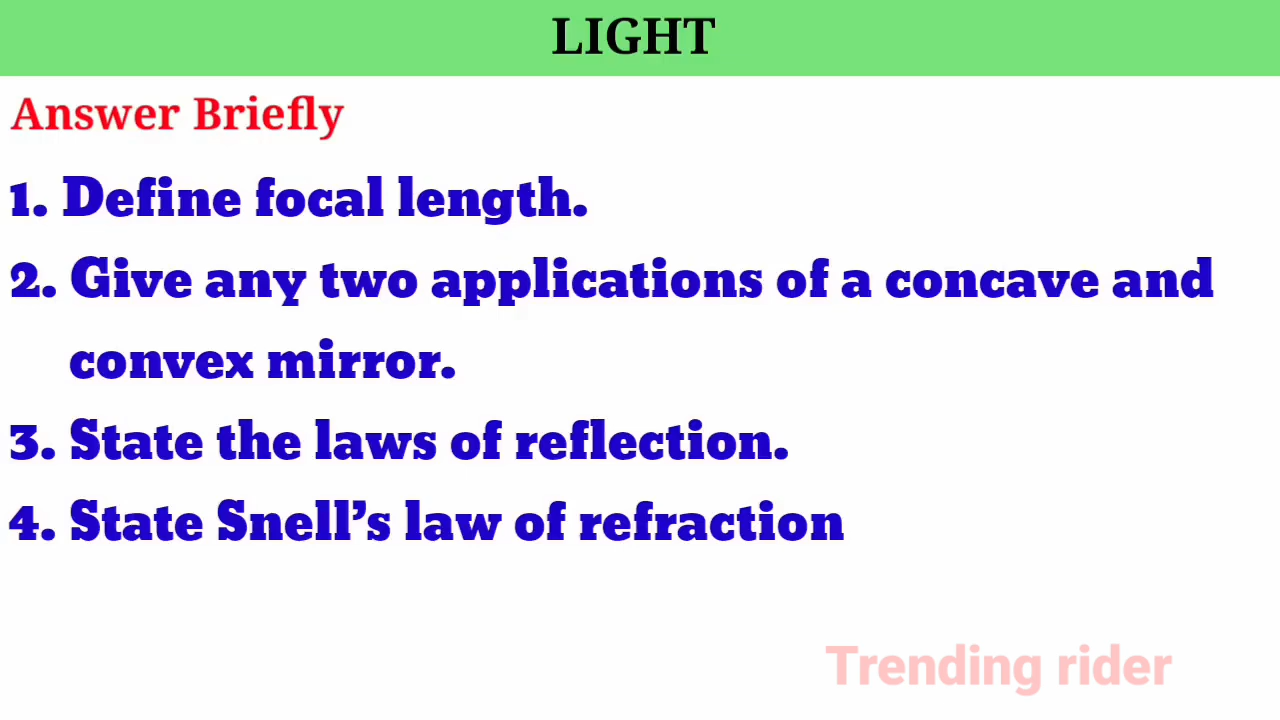 LIGHT
Answer Briefly
1. Define focal length.
2. Give any two applications of a concave and
convex mirror.
3. State the laws of reflection.
4. State Snell’s law of refraction
Trending rider